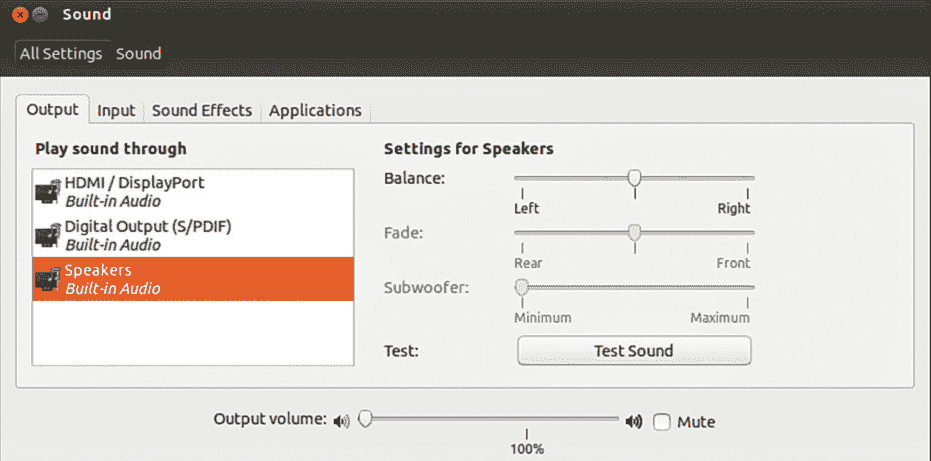 Sound
All Settings Sound
Output Input Sound Effects Applications
Play sound through
HDMI / DisplayPort
Built-in Audio
Digital Output (S/PDIF)
Built-in Audio
Speakers
Built-in Audio
Settings for Speakers
Balance:
Left Right
Fade:
Rear Front
Subwoofer:
Minimum Maximum
Test: Test Sound
Output volume: Mute
100%